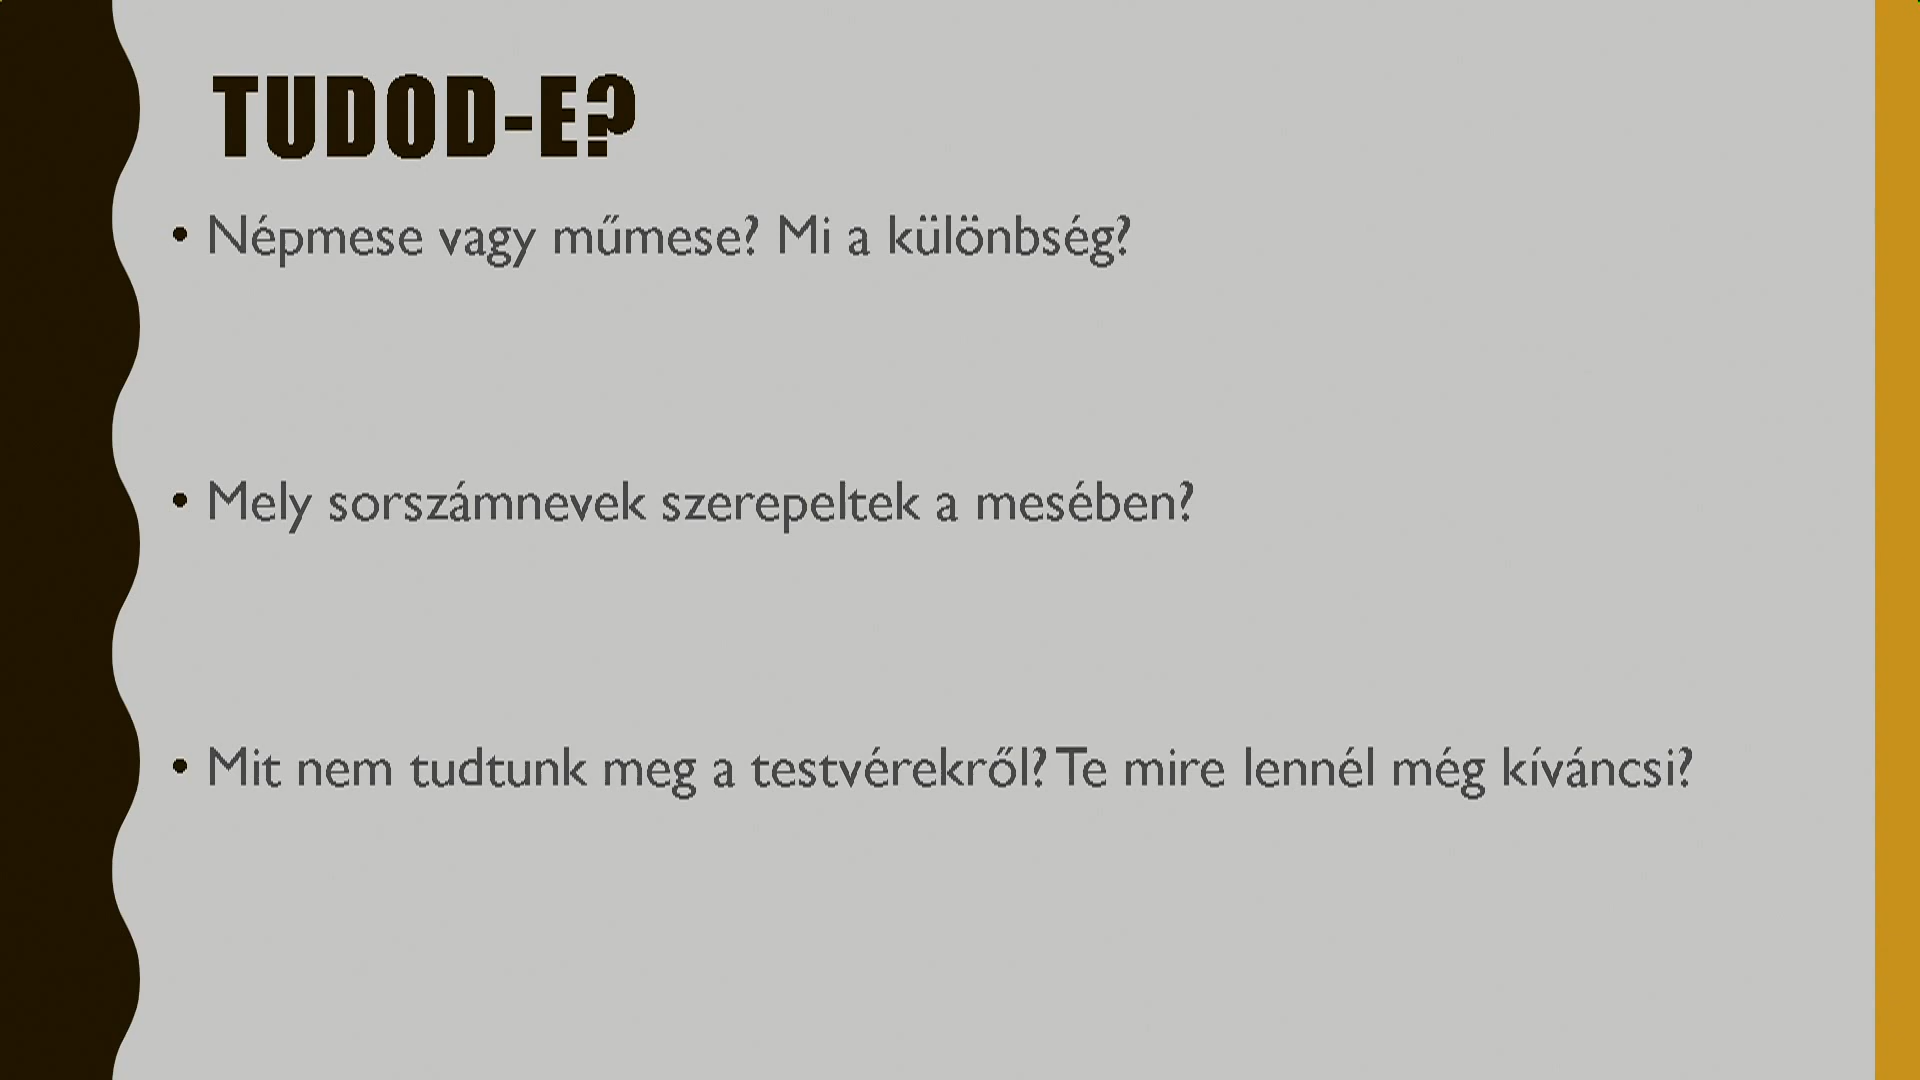 TUDOD-E?
• Népmese vagy műmese? Mi a különbség?
• Mely sorszámnevek szerepeltek a mesében?
• Mit nem tudtunk meg a testvérekről? Te mire lennél még kíváncsi?